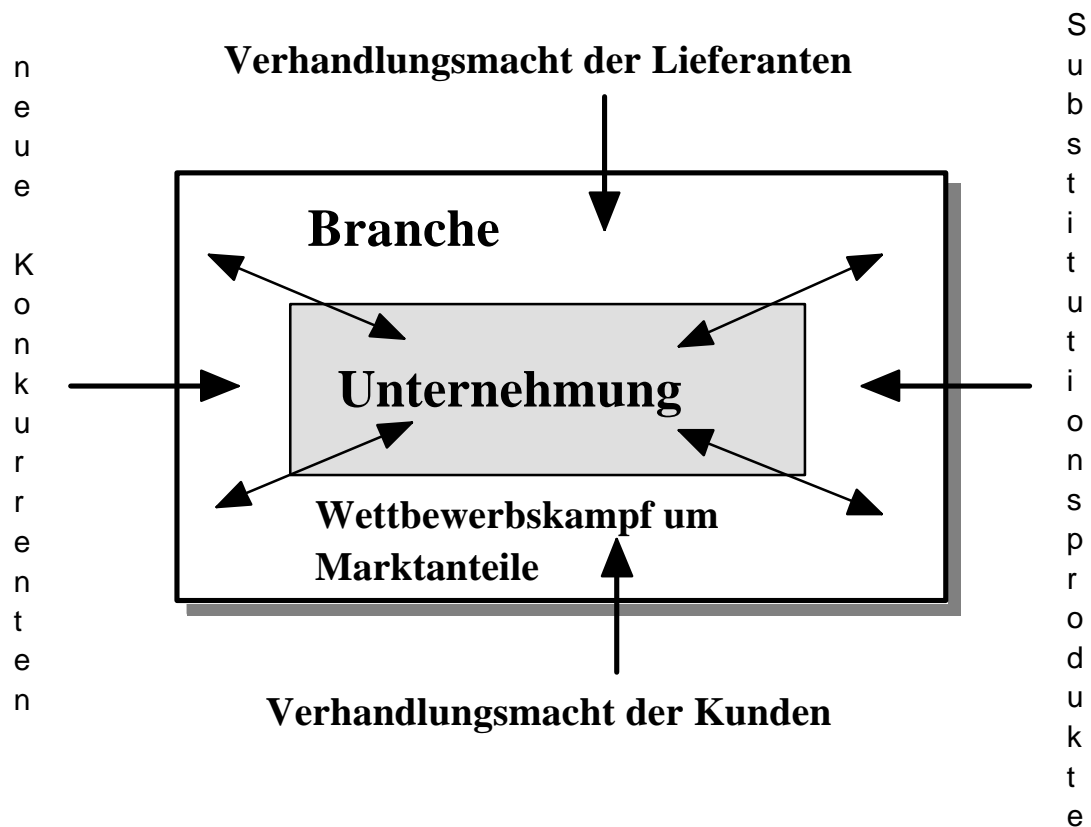 Verhandlungsmacht der Lieferanten
neue Konkurrenten
Branche
Unternehmung
Wettbewerbskampf um
Marktanteile
Verhandlungsmacht der Kunden
Substitutionsprodukte